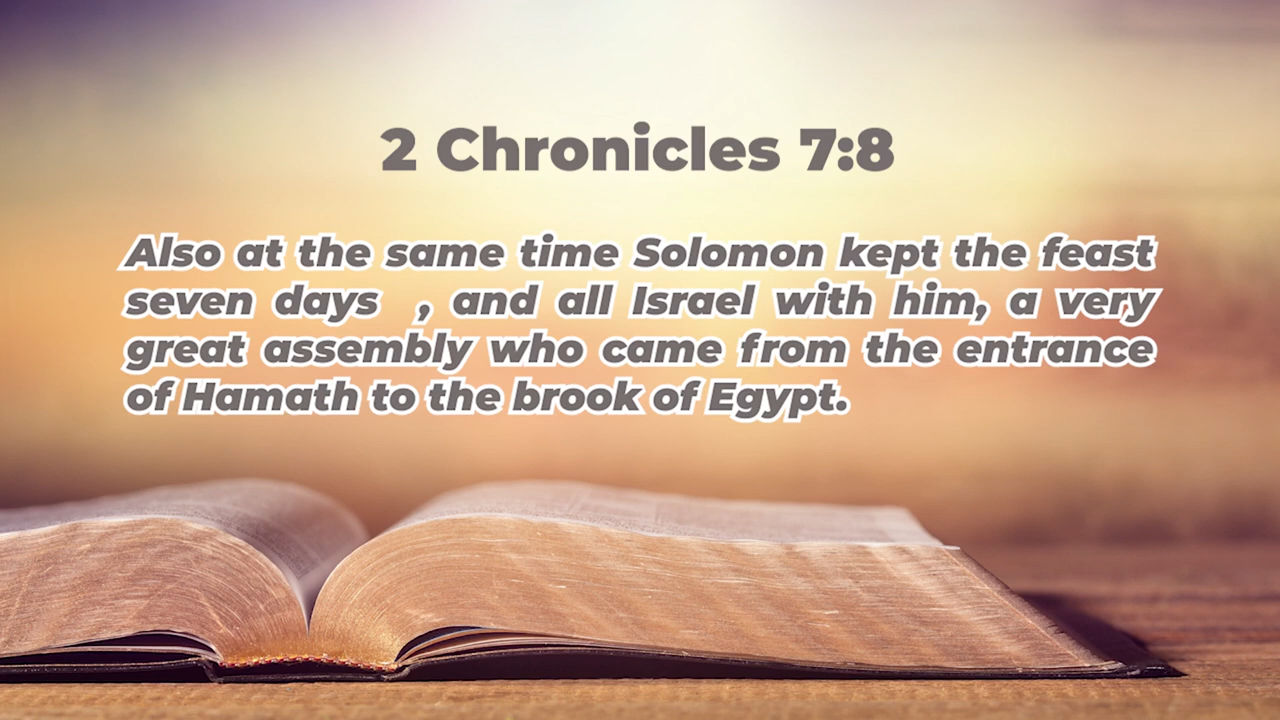 2 Chronicles 7:8
Also at the same time Solomon kept the feast
seven days , and all Israel with him, a very
great assembly who came from the entrance
of Hamath to the brook of Egypt.